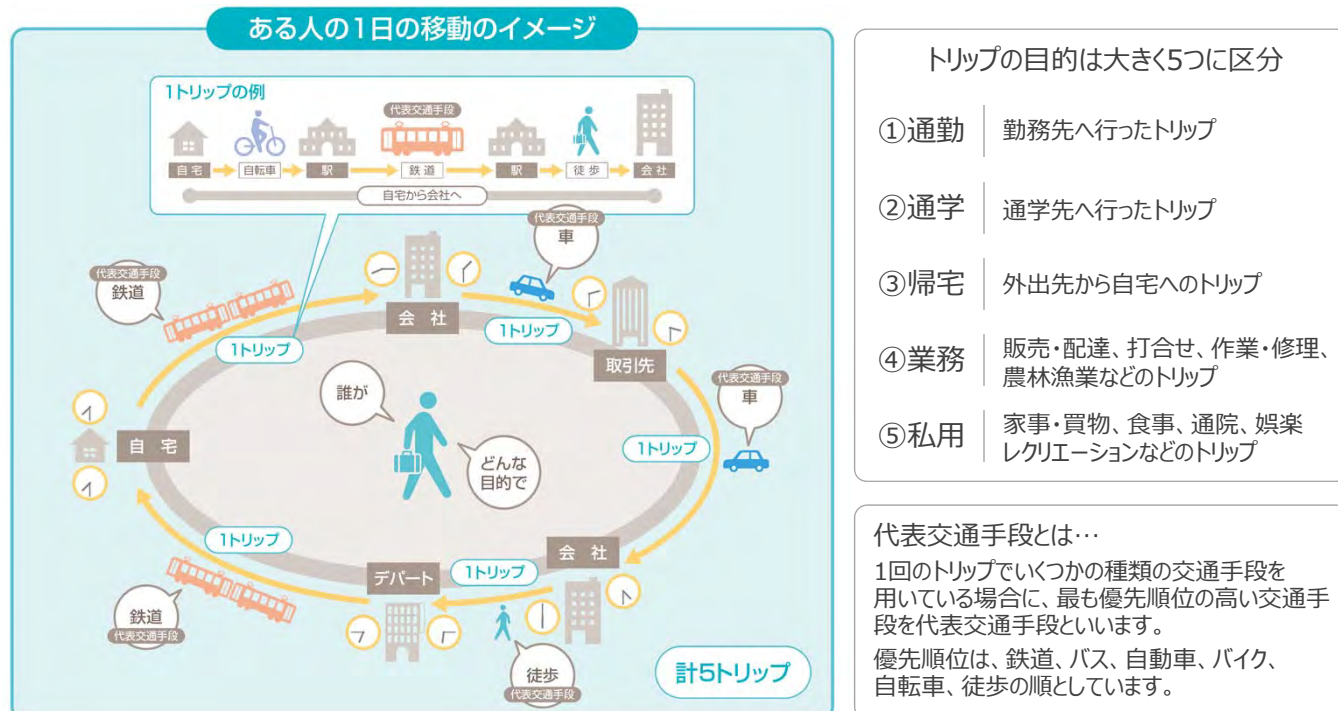 ある人の1日の移動のイメージ
1トリップの例
代表交通手段
自宅
自転車
駅
鉄道
駅
徒歩
会社
自宅から会社へ
代表交通手段
車
代表交通手段
鉄道
会社
1トリップ
1トリップ
取引先
代表交通手段
車
誰が
自宅
1トリップ
どんな
目的で
1トリップ
会社
デパート
1トリップ
鉄道
代表交通手段
徒歩
代表交通手段
計5トリップ
トリップの目的は大きく5つに区分
①通勤 勤務先へ行ったトリップ
②通学 通学先へ行ったトリップ
③帰宅 外出先から自宅へのトリップ
④業務 販売・配達、打合せ、作業・修理、
農林漁業などのトリップ
⑤私用 家事・買物、食事、通院、娯楽
レクリエーションなどのトリップ
代表交通手段とは…
1回のトリップでいくつかの種類の交通手段を
用いている場合に、最も優先順位の高い交通手
段を代表交通手段といいます。
優先順位は、鉄道、バス、自動車、バイク、
自転車、徒歩の順としています。